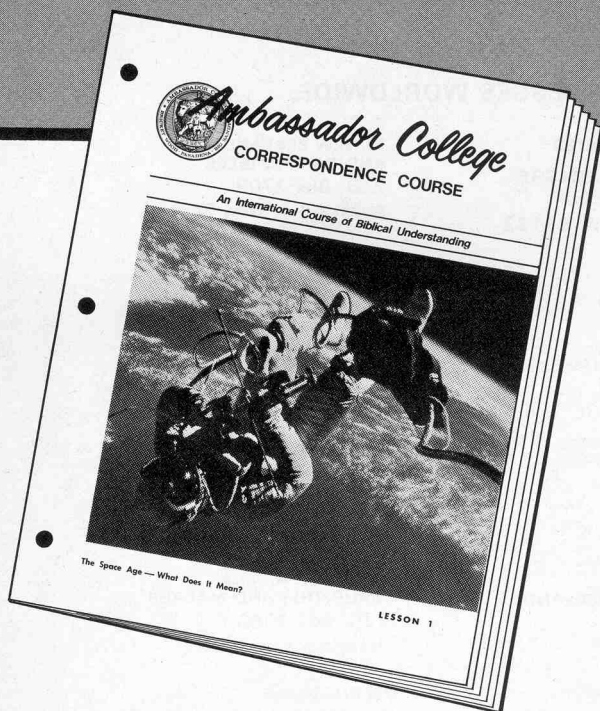 Ambassador College
CORRESPONDENCE COURSE
An International Course of Biblical Understanding
The Space Age — What Does It Mean?
LESSON 1